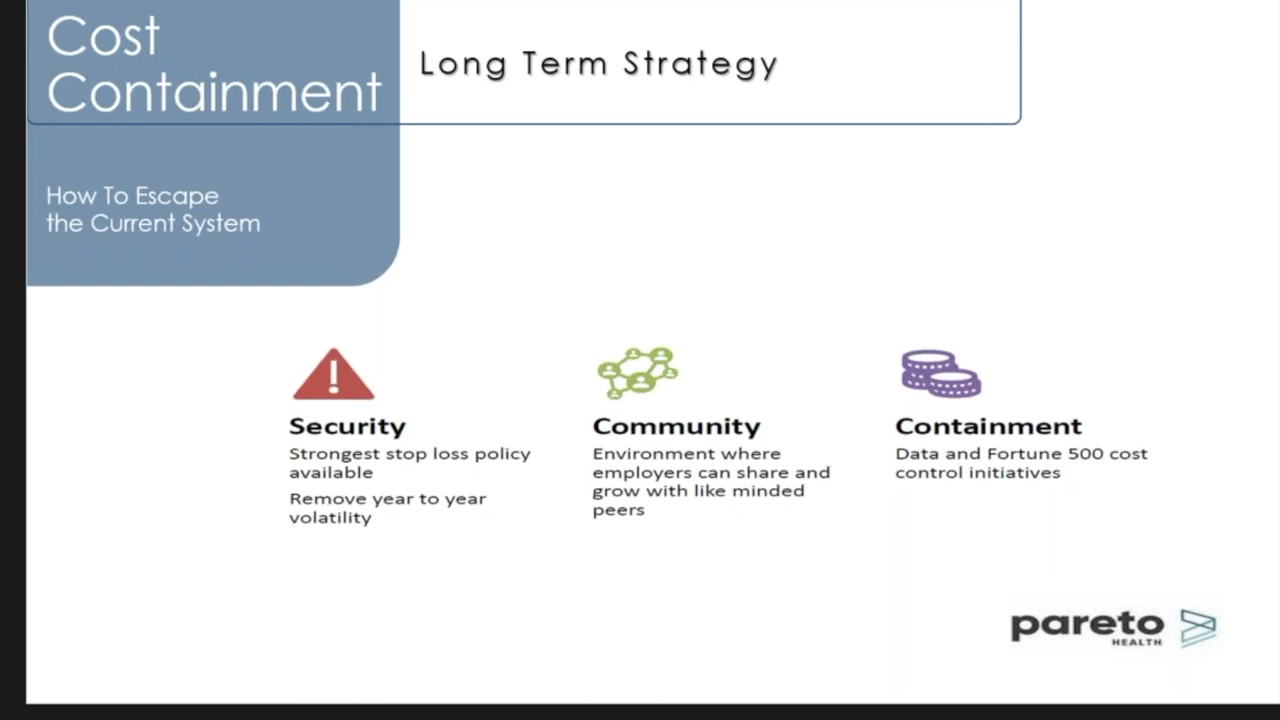 Cost
Containment
Long Term Strategy
How To Escape
the Current System
Security
Strongest stop loss policy
available
Remove year to year
volatility
Community
Environment where
employers can share and
grow with like minded
peers
Containment
Data and Fortune 500 cost
control initiatives
pareto
HEALTH